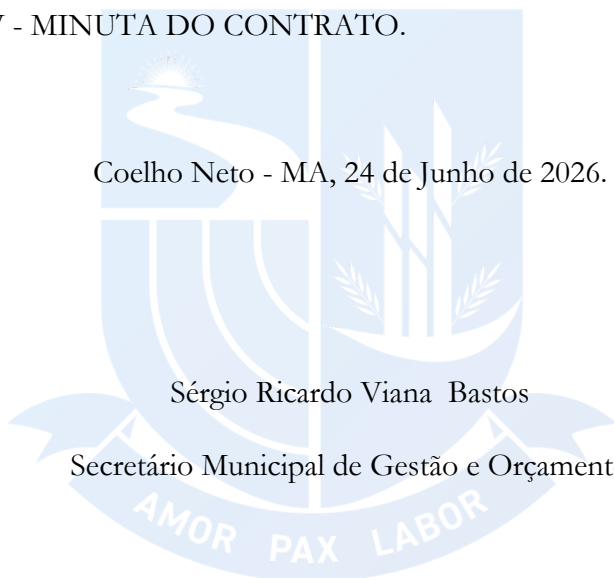 - MINUTA DO CONTRATO.
Coelho Neto - MA, 24 de Junho de 2026.
Sérgio Ricardo Viana Bastos
Secretário Municipal de Gestão e Orçament
AMOR PAX LABOR